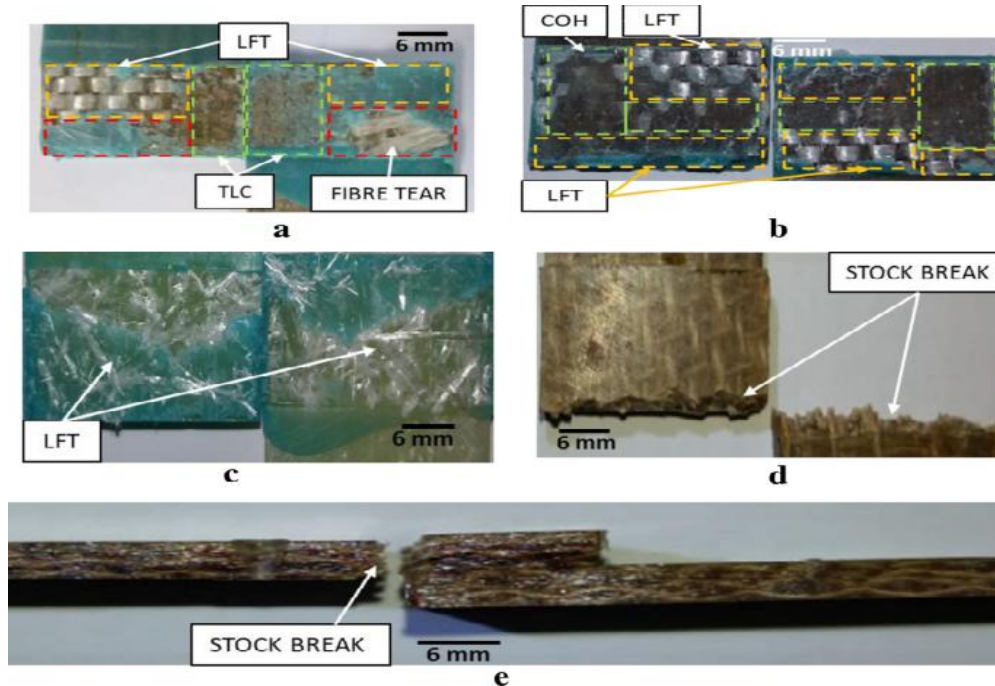 LFT
6 mm
TLC
FIBRE TEAR
a
COH
LFT
6 mm
LFT
b
LFT
6 mm
c
STOCK BREAK
6 mm
d
STOCK BREAK
6 mm
e